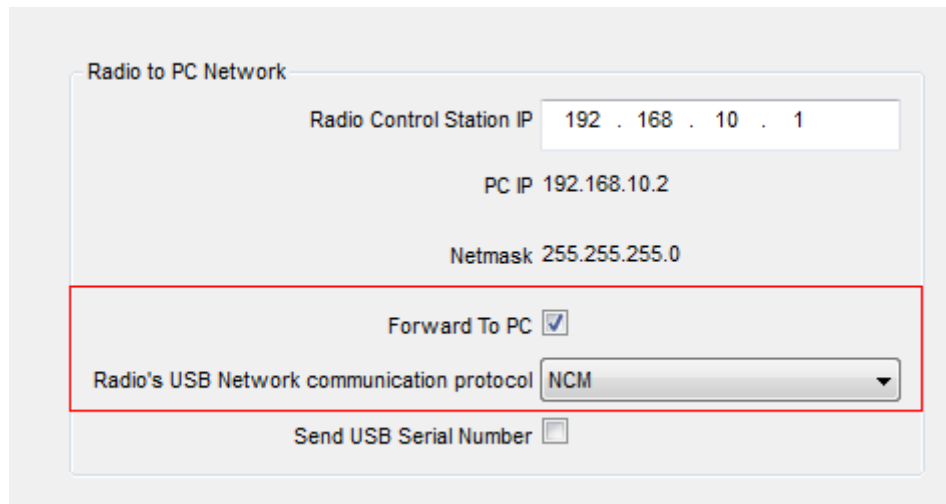 Radio to PC Network
Radio Control Station IP 192 . 168 . 10 . 1
PC IP 192.168.10.2
Netmask 255.255.255.0
Forward To PC
Radio's USB Network communication protocol NCM
Send USB Serial Number